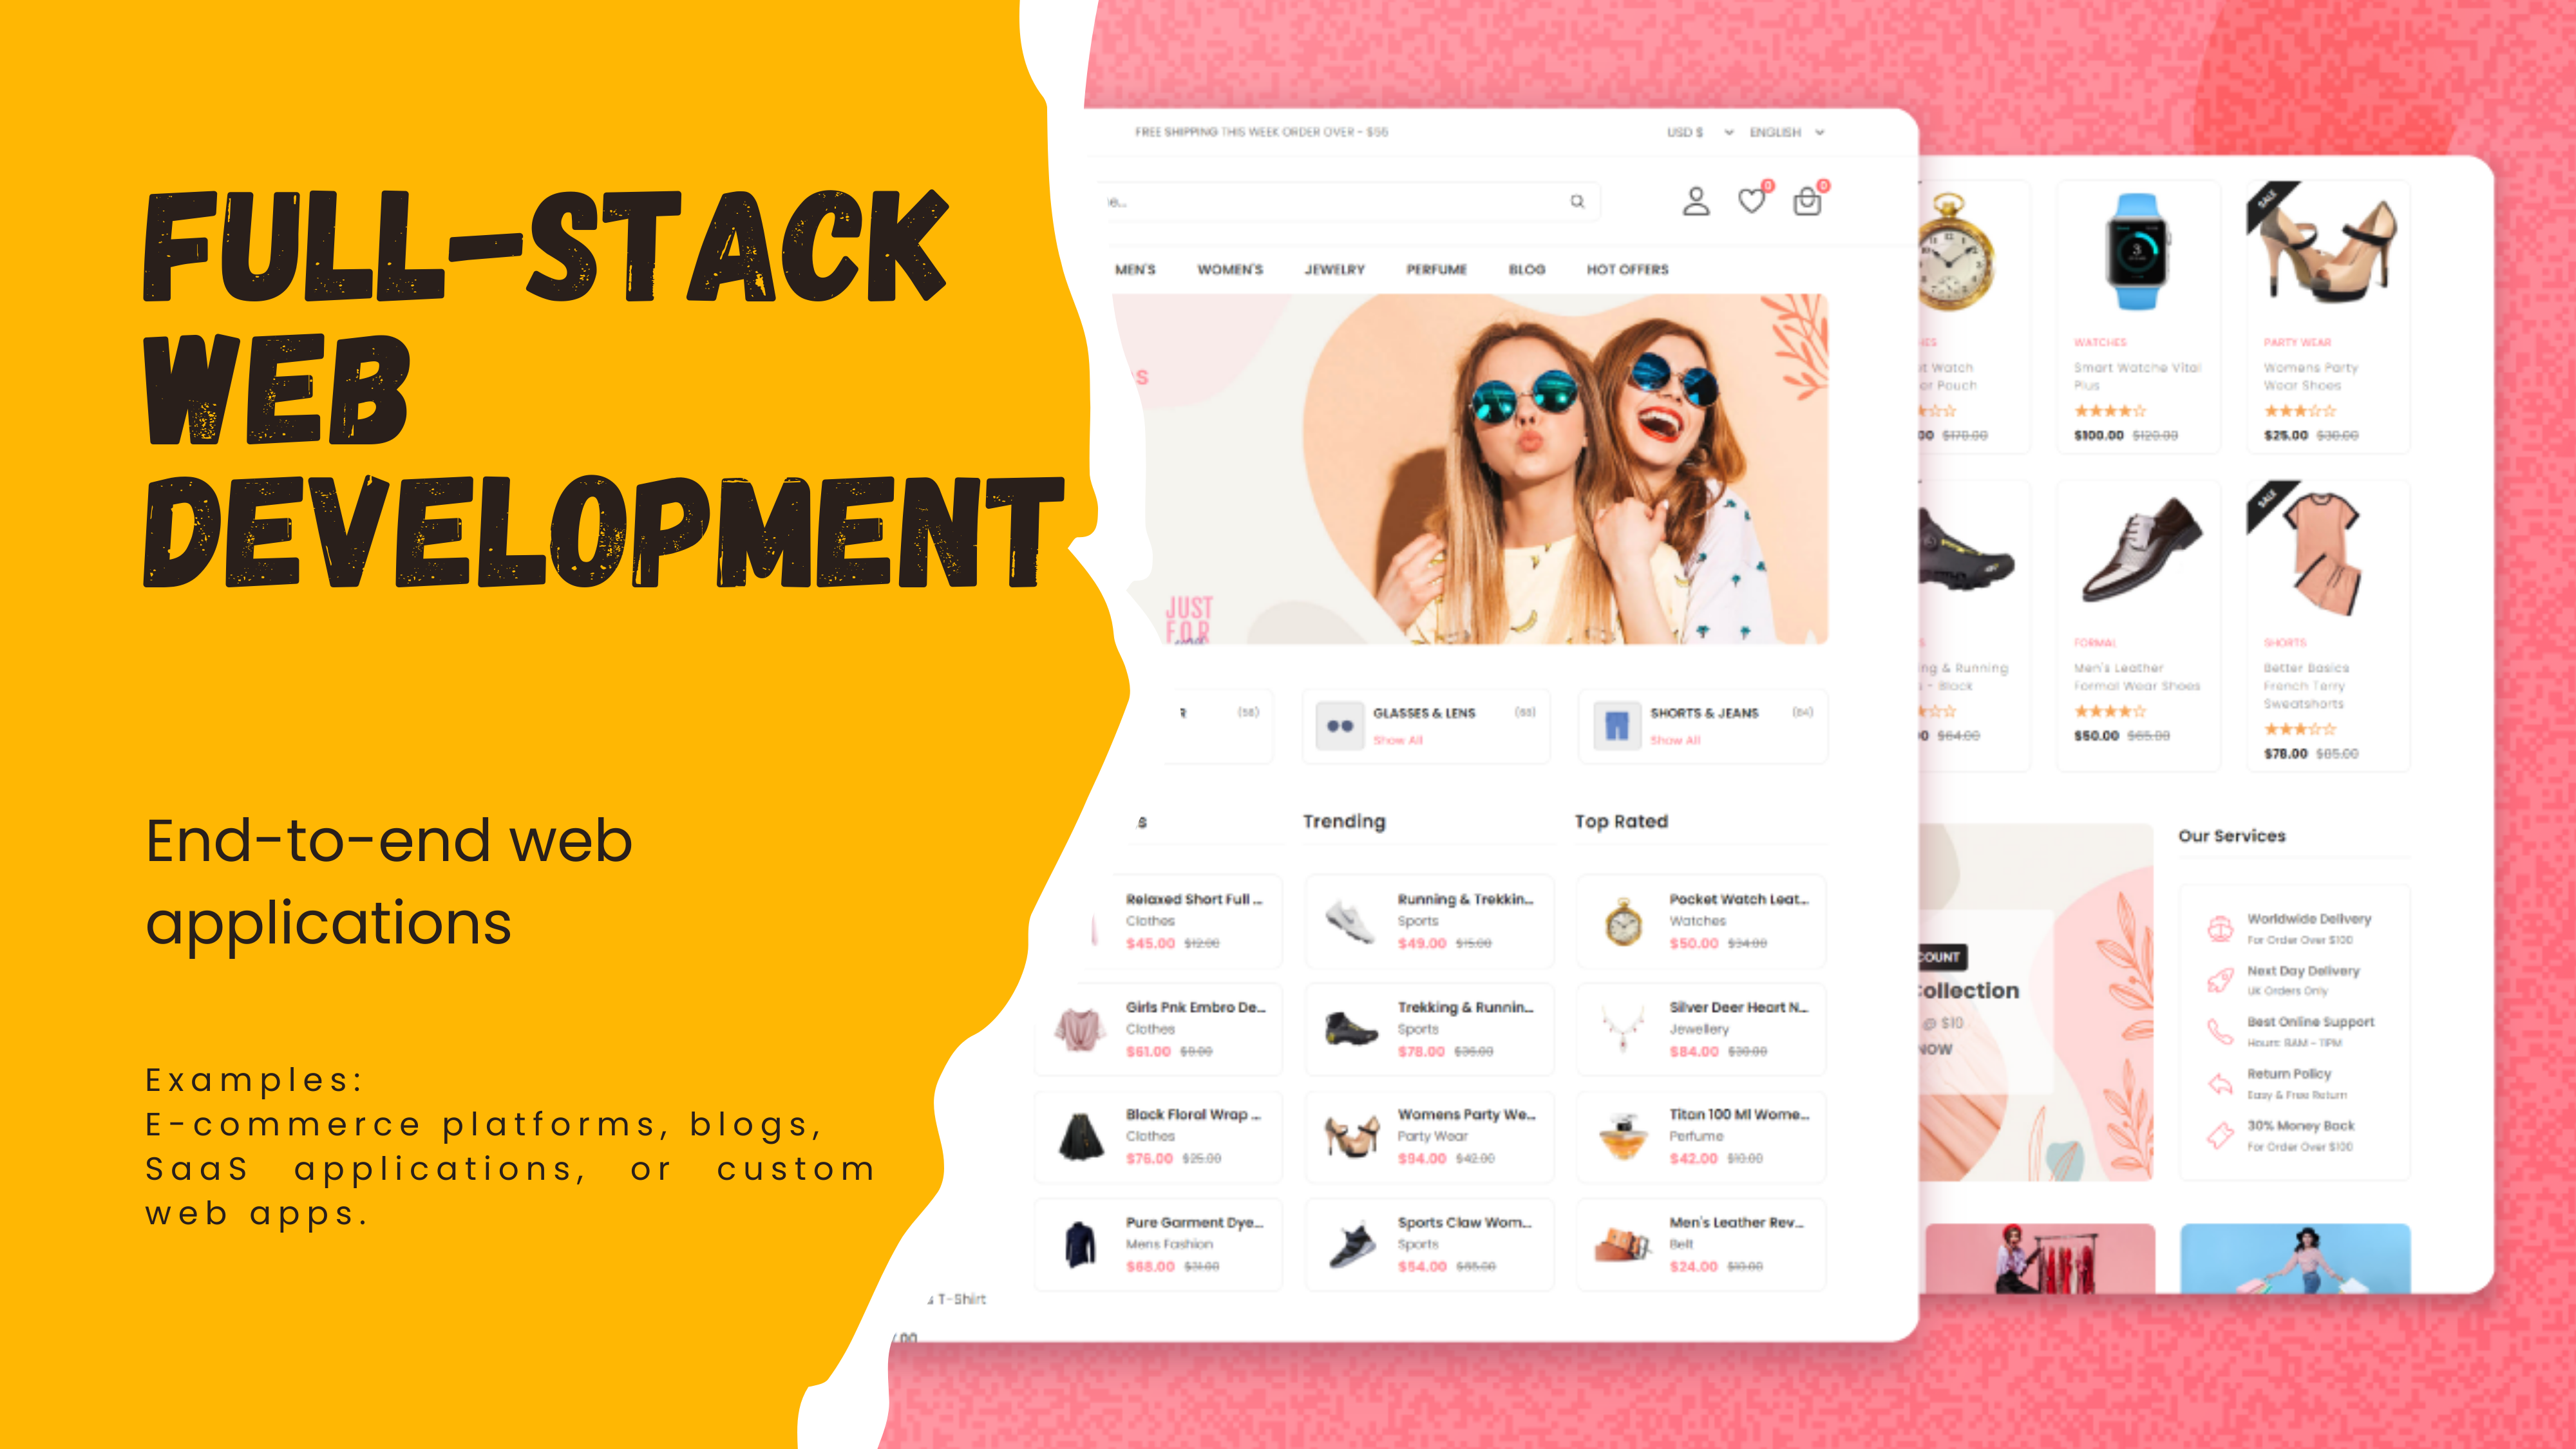 FULL-STACK
WEB
DEVELOPMENT
End-to-end web
applications
Examples:
E-commerce platforms, blogs,
SaaS applications, or custom
web apps.
FREE SHIPPING THIS WEEK ORDER OVER - $55
USD $
ENGLISH
0
0
MEN'S
WOMEN'S
JEWELRY
PERFUME
BLOG
HOT OFFERS
JUST
FOR
(58)
GLASSES & LENS
(68)
Show All
SHORTS & JEANS
(84)
Show All
Trending
Top Rated
Relaxed Short Full ...
Clothes
$45.00 $12.00
Girls Pnk Embro De...
Clothes
$61.00 $9.00
Black Floral Wrap ...
Clothes
$76.00 $25.00
Pure Garment Dye...
Mens Fashion
$68.00 $31.00
Running & Trekkin...
Sports
$49.00 $15.00
Trekking & Runnin...
Sports
$78.00 $36.00
Womens Party We...
Party Wear
$94.00 $42.00
Sports Claw Wom...
Sports
$54.00 $65.00
Pocket Watch Leat...
Watches
$50.00 $34.00
Silver Deer Heart N...
Jewellery
$84.00 $30.00
Titan 100 Ml Wome...
Perfume
$42.00 $10.00
Men's Leather Rev...
Belt
$24.00 $10.00
T-Shirt
.00
Watch
or Pouch
00 $170.00
WATCHES
Smart Watche Vital
Plus
$100.00 $120.00
SALE
PARTY WEAR
Womens Party
Wear Shoes
$25.00 $30.00
ng & Running
- Black
0 $64.00
FORMAL
Men's Leather
Formal Wear Shoes
$50.00 $65.00
SALE
SHORTS
Better Basics
French Terry
Sweatshorts
$78.00 $85.00
COUNT
ollection
@ $10
NOW
Our Services
Worldwide Delivery
For Order Over $100
Next Day Delivery
UK Orders Only
Best Online Support
Hours: 8AM - 11PM
Return Policy
Easy & Free Return
30% Money Back
For Order Over $100